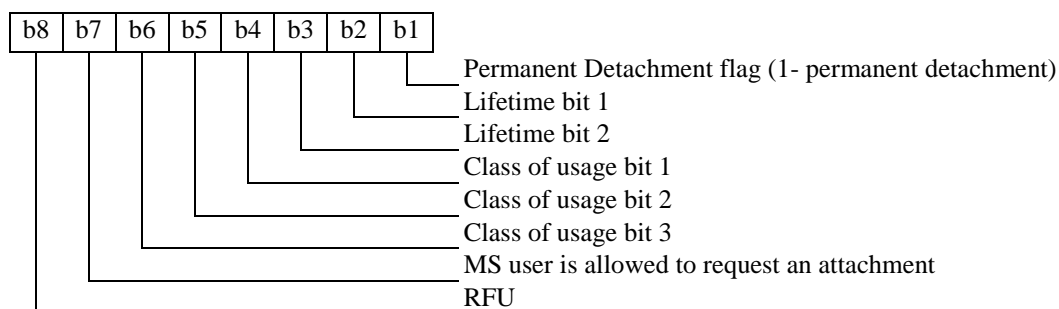 b8 b7 b6 b5 b4 b3 b2 b1
Permanent Detachment flag (1- permanent detachment)
Lifetime bit 1
Lifetime bit 2
Class of usage bit 1
Class of usage bit 2
Class of usage bit 3
MS user is allowed to request an attachment
RFU